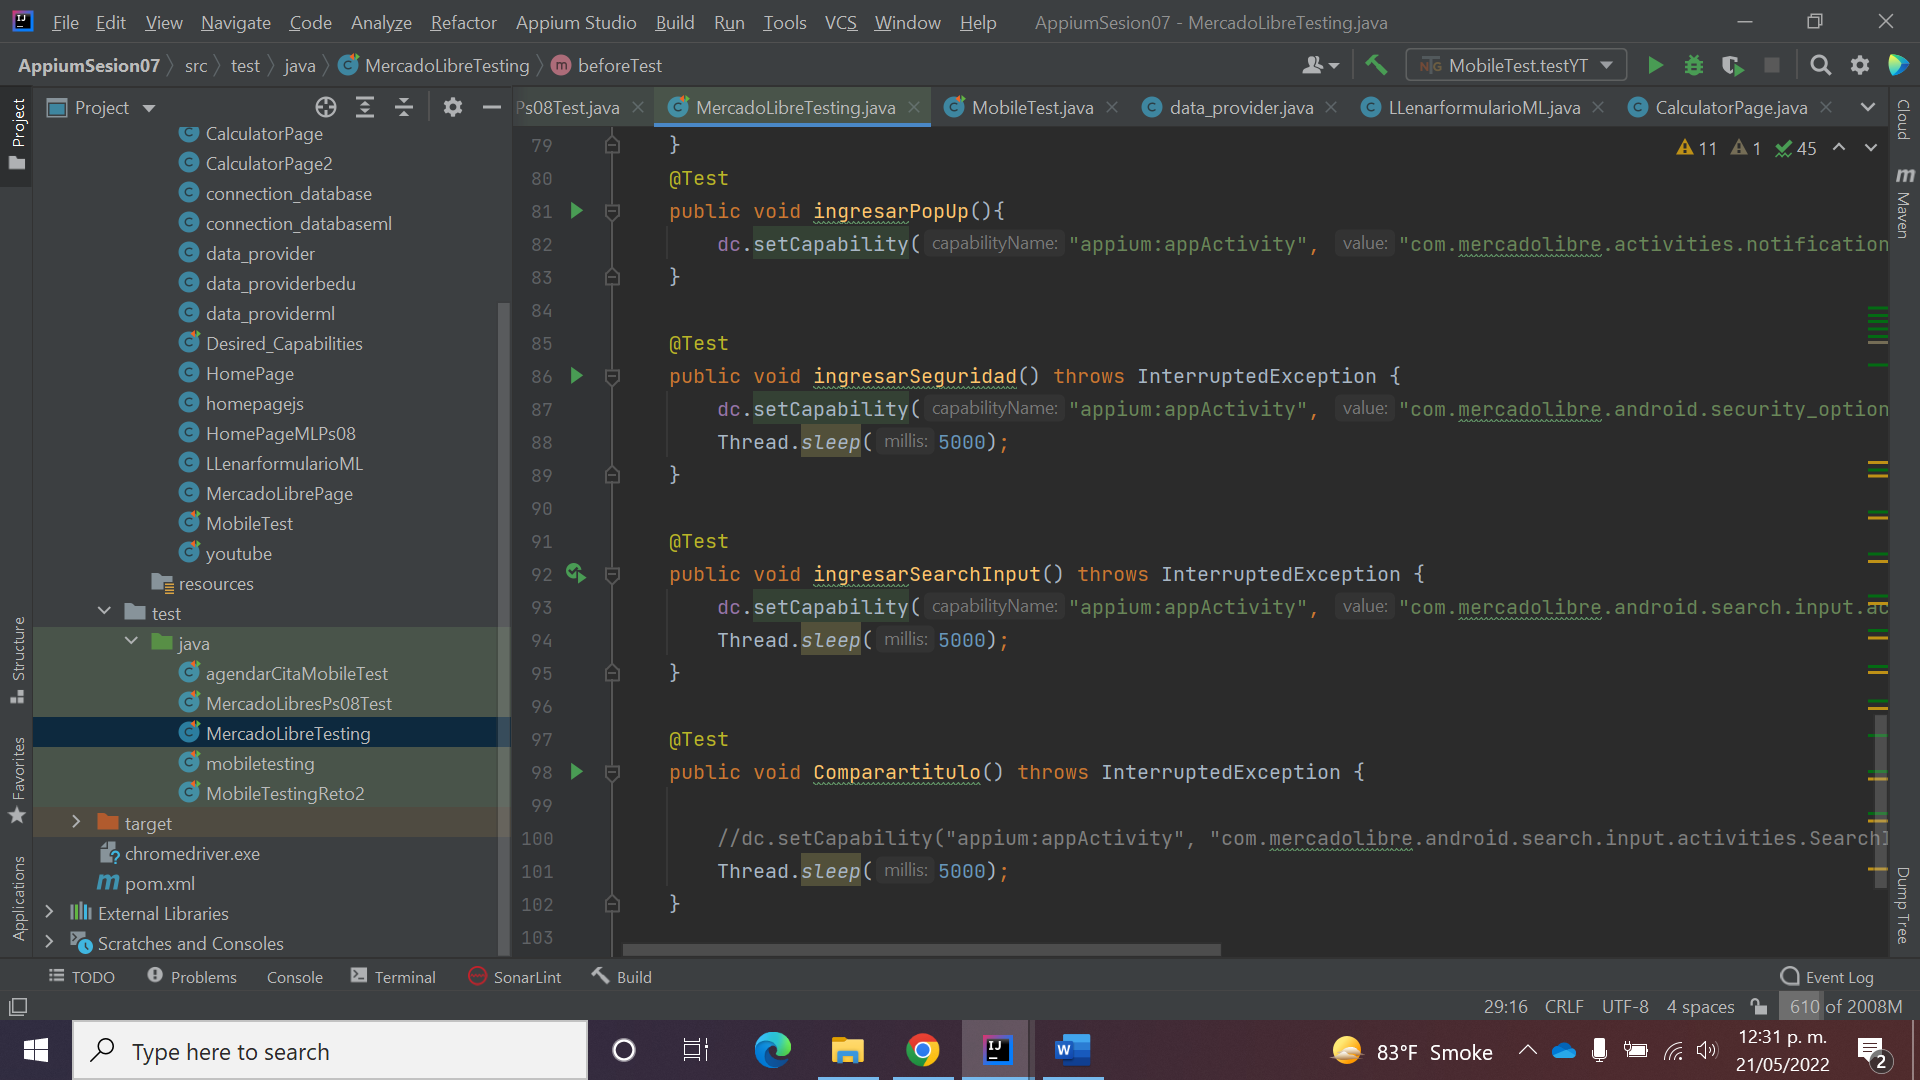 File Edit View Navigate Code Analyze Refactor Appium Studio Build Run Tools VCS Window Help AppiumSesion07 - MercadoLibreTesting.java
AppiumSesion07 src test java MercadoLibreTesting m beforeTest MobileTest.testYT
Project
Ps08Test.java MercadoLibreTesting.java MobileTest.java data_provider.java LLenarformularioML.java CalculatorPage.java
Project
Structure
Favorites
Applications
CalculatorPage
CalculatorPage2
connection_database
connection_databaseml
data_provider
data_providerbedu
data_providerml
Desired_Capabilities
HomePage
homepagejs
HomePageMLPs08
LLenarformularioML
MercadoLibrePage
MobileTest
youtube
resources
test
java
agendarCitaMobileTest
MercadoLibresPs08Test
MercadoLibreTesting
mobiletesting
MobileTestingReto2
target
chromedriver.exe
pom.xml
External Libraries
Scratches and Consoles
11 1 45
79 }
80 @Test
81 public void ingresarPopUp(){
82 dc.setCapability( capabilityName: "appium:appActivity", value: "com.mercadolibre.activities.notification
83 }
84
85 @Test
86 public void ingresarSeguridad() throws InterruptedException {
87 dc.setCapability( capabilityName: "appium:appActivity", value: "com.mercadolibre.android.security_option
88 Thread.sleep( millis: 5000);
89 }
90
91 @Test
92 public void ingresarSearchInput() throws InterruptedException {
93 dc.setCapability( capabilityName: "appium:appActivity", value: "com.mercadolibre.android.search.input.ac
94 Thread.sleep( millis: 5000);
95 }
96
97 @Test
98 public void Comparartitulo() throws InterruptedException {
99
100 //dc.setCapability("appium:appActivity", "com.mercadolibre.android.search.input.activities.SearchI
101 Thread.sleep( millis: 5000);
102 }
103
Cloud
m Maven
Dump Tree
TODO Problems Console Terminal SonarLint Build Event Log
29:16 CRLF UTF-8 4 spaces 610 of 2008M
Type here to search
83°F Smoke
12:31 p. m.
21/05/2022
2